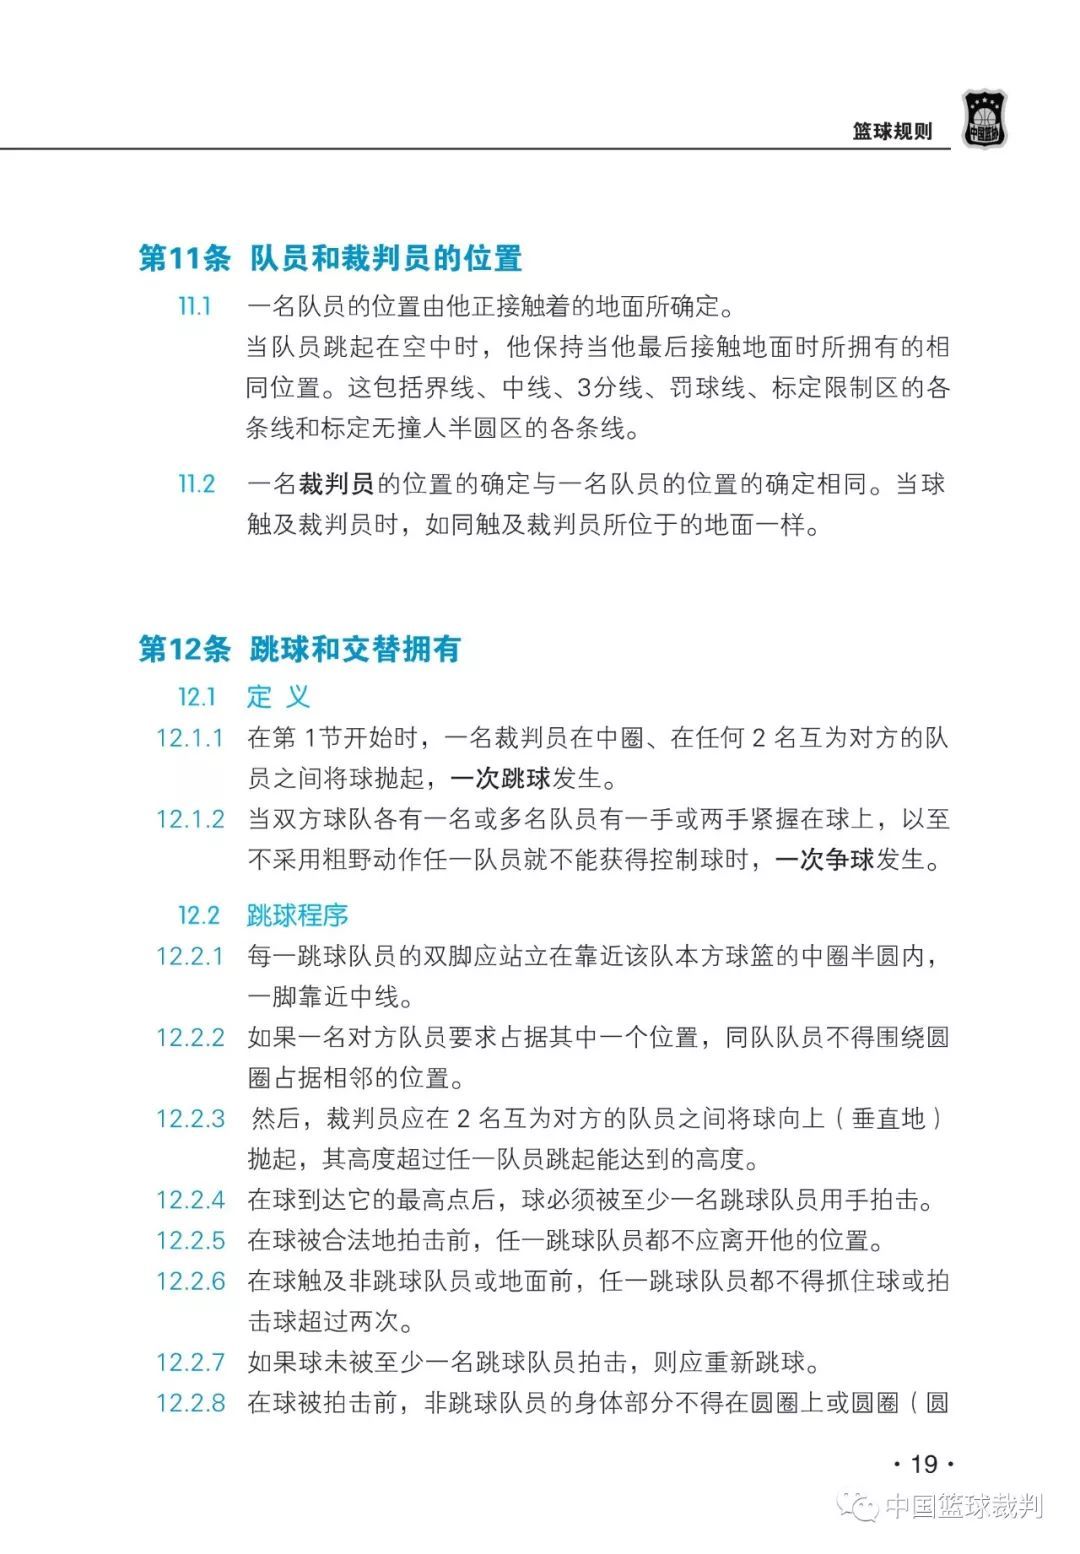 篮球规则
中国篮协
第11条 队员和裁判员的位置
11.1 一名队员的位置由他正接触着的地面所确定。
当队员跳起在空中时，他保持当他最后接触地面时所拥有的相
同位置。这包括界线、中线、3分线、罚球线、标定限制区的各
条线和标定无撞人半圆区的各条线。
11.2 一名裁判员的位置的确定与一名队员的位置的确定相同。当球
触及裁判员时，如同触及裁判员所位于的地面一样。
第12条 跳球和交替拥有
12.1 定 义
12.1.1 在第 1节开始时，一名裁判员在中圈、在任何 2 名互为对方的队
员之间将球抛起，一次跳球发生。
12.1.2 当双方球队各有一名或多名队员有一手或两手紧握在球上，以至
不采用粗野动作任一队员就不能获得控制球时，一次争球发生。
12.2 跳球程序
12.2.1 每一跳球队员的双脚应站立在靠近该队本方球篮的中圈半圆内，
一脚靠近中线。
12.2.2 如果一名对方队员要求占据其中一个位置，同队队员不得围绕圆
圈占据相邻的位置。
12.2.3 然后，裁判员应在 2 名互为对方的队员之间将球向上（垂直地）
抛起，其高度超过任一队员跳起能达到的高度。
12.2.4 在球到达它的最高点后，球必须被至少一名跳球队员用手拍击。
12.2.5 在球被合法地拍击前，任一跳球队员都不应离开他的位置。
12.2.6 在球触及非跳球队员或地面前，任一跳球队员都不得抓住球或拍
击球超过两次。
12.2.7 如果球未被至少一名跳球队员拍击，则应重新跳球。
12.2.8 在球被拍击前，非跳球队员的身体部分不得在圆圈上或圆圈（圆
· 19 ·
中国篮球裁判